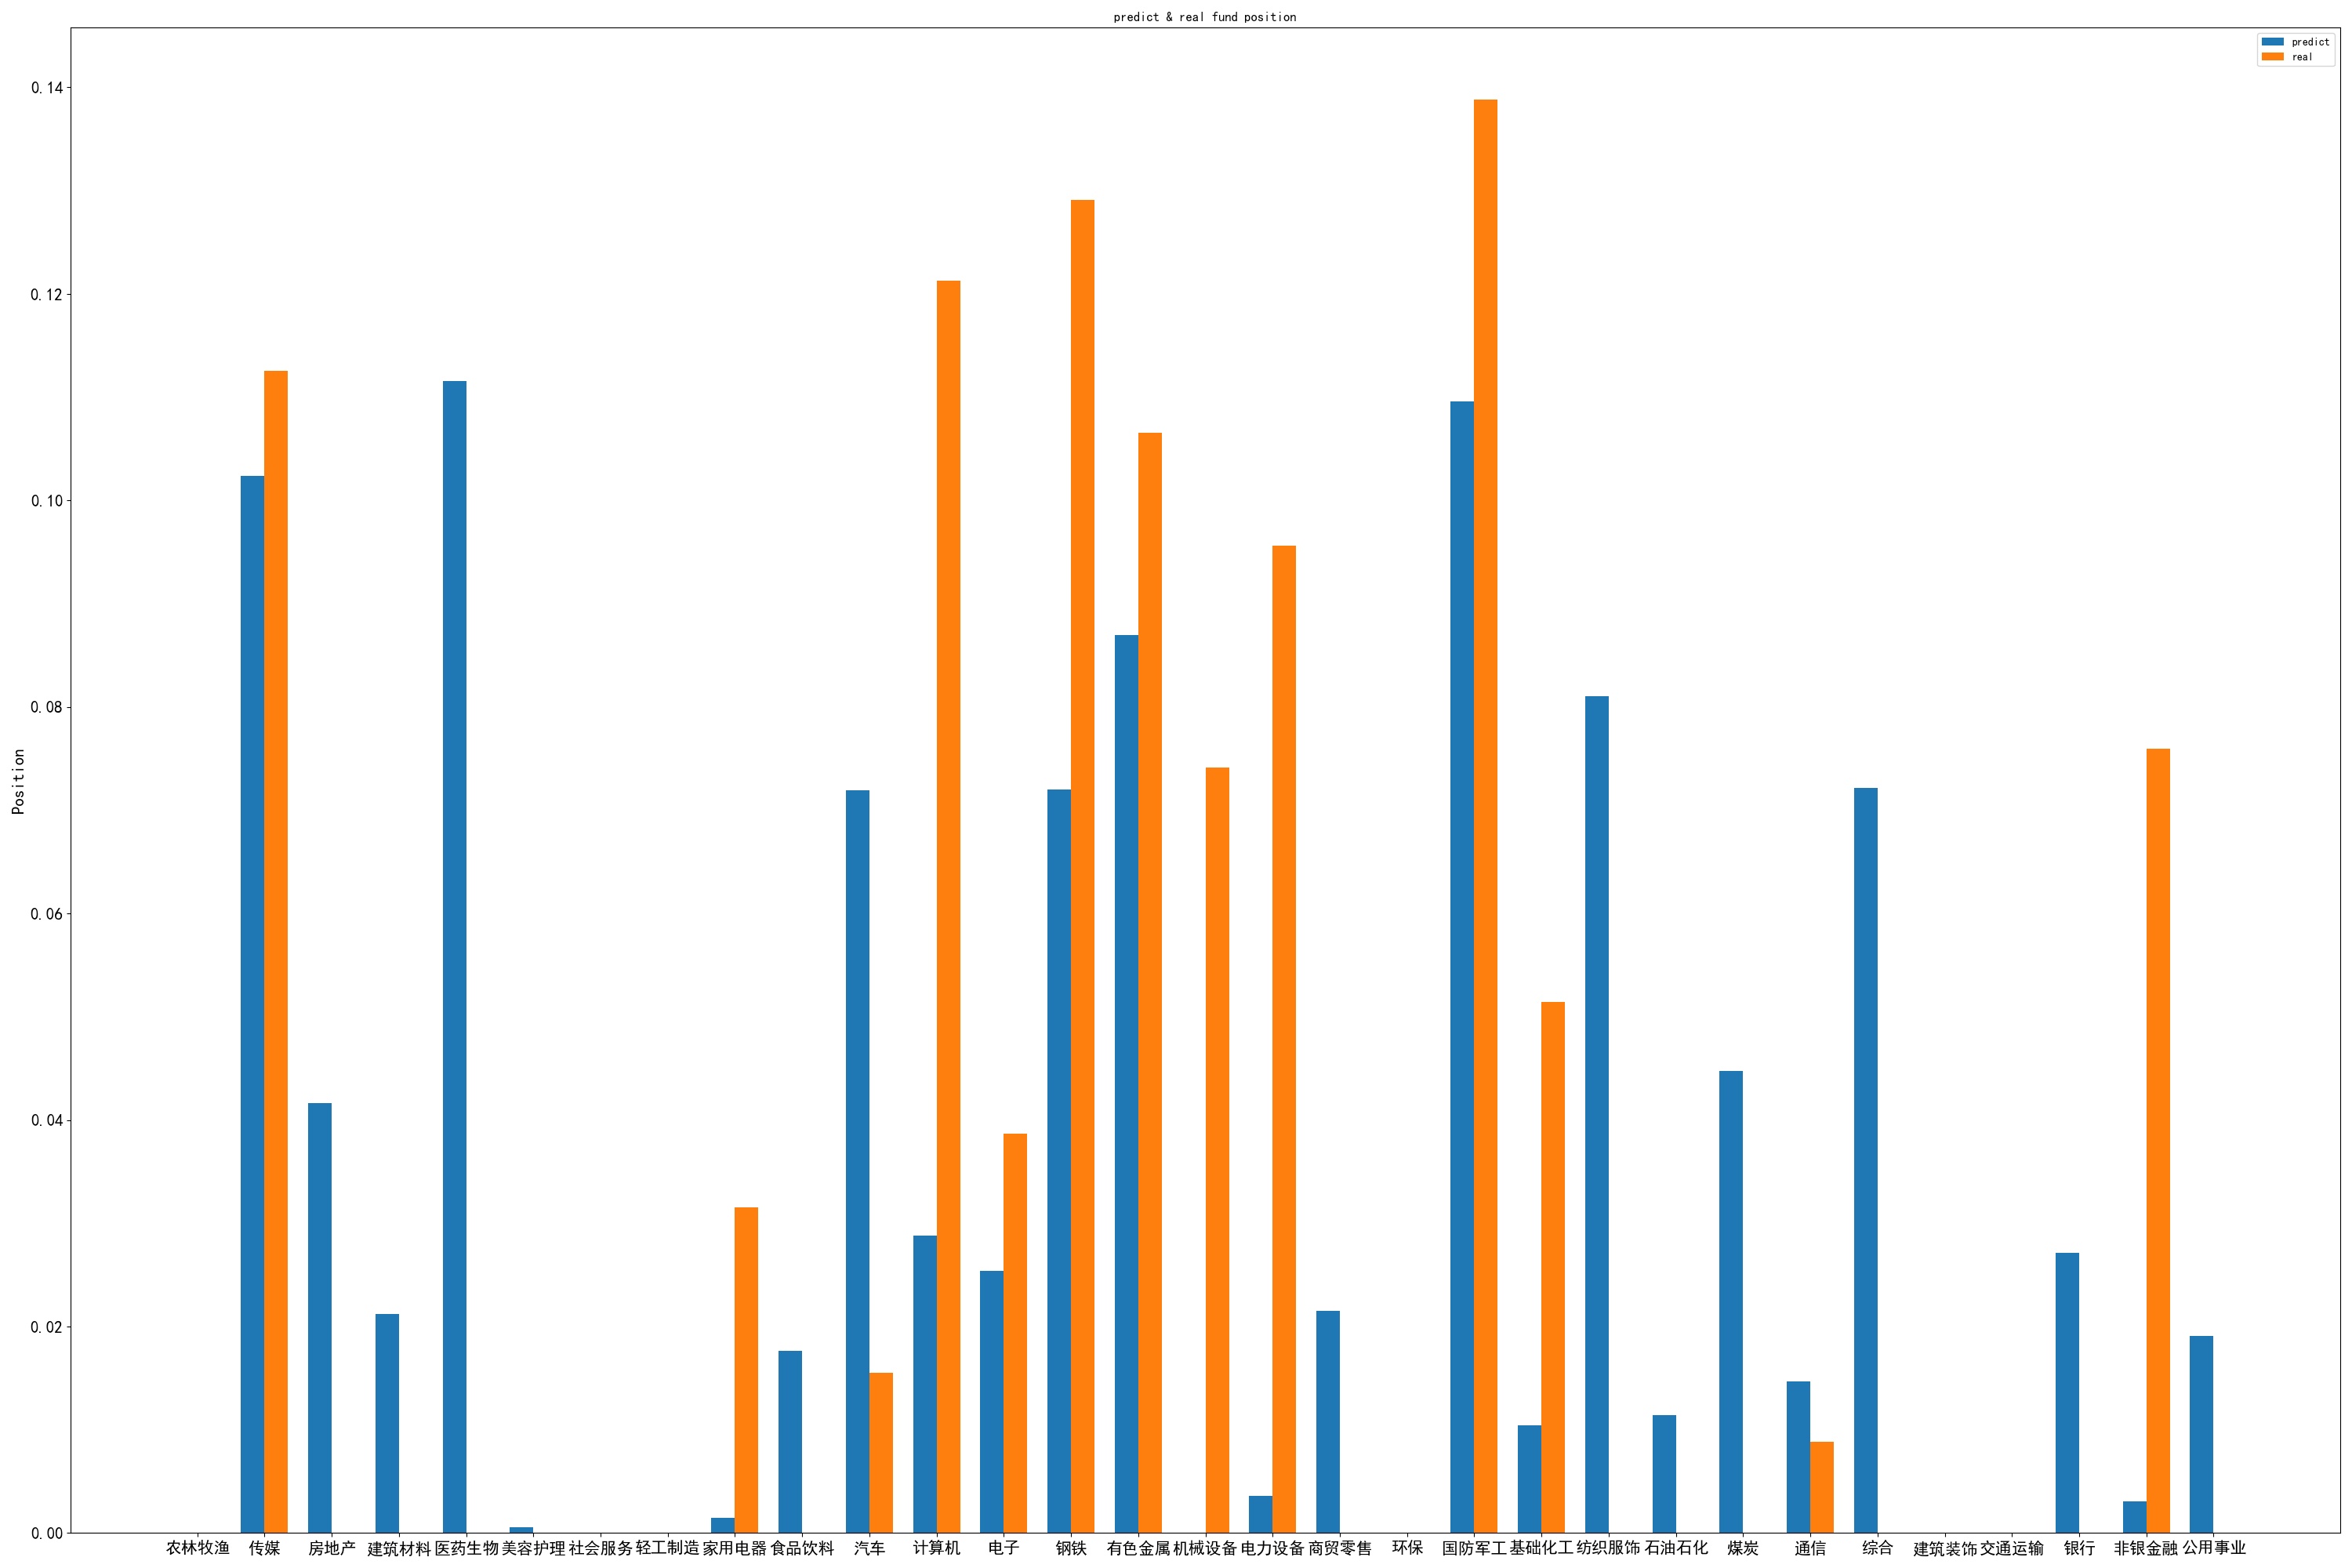 predict & real fund position
predict
real
Position
0.14
0.12
0.10
0.08
0.06
0.04
0.02
0.00
农林牧渔 传媒 房地产 建筑材料 医药生物 美容护理 社会服务 轻工制造 家用电器 食品饮料 汽车 计算机 电子 钢铁 有色金属 机械设备 电力设备 商贸零售 环保 国防军工 基础化工 纺织服饰 石油石化 煤炭 通信 综合 建筑装饰 交通运输 银行 非银金融 公用事业